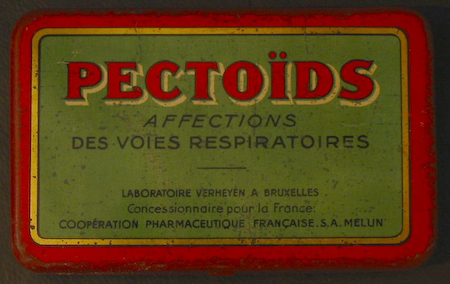 PECTOÏDS
AFFECTIONS
DES VOIES RESPIRATOIRES
LABORATOIRE VERHEYEN A BRUXELLES
Concessionnaire pour la France:
COOPÉRATION PHARMACEUTIQUE FRANÇAISE. S.A. MELUN